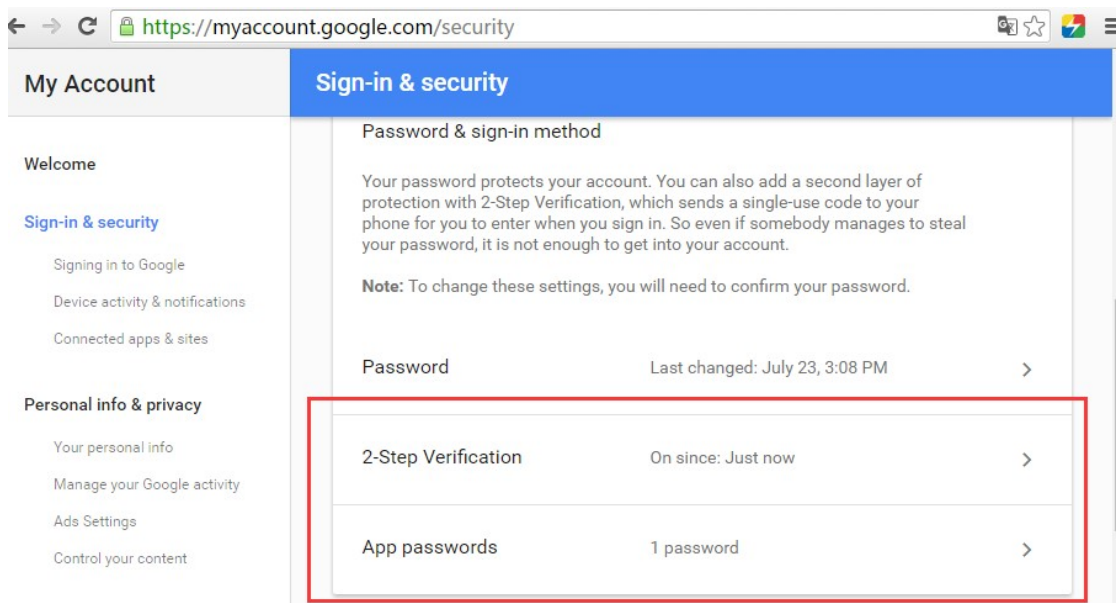 https://myaccount.google.com/security
My Account
Sign-in & security
Welcome
Sign-in & security
Signing in to Google
Device activity & notifications
Connected apps & sites
Personal info & privacy
Your personal info
Manage your Google activity
Ads Settings
Control your content
Password & sign-in method
Your password protects your account. You can also add a second layer of
protection with 2-Step Verification, which sends a single-use code to your
phone for you to enter when you sign in. So even if somebody manages to steal
your password, it is not enough to get into your account.
Note: To change these settings, you will need to confirm your password.
Password Last changed: July 23, 3:08 PM
2-Step Verification On since: Just now
App passwords 1 password